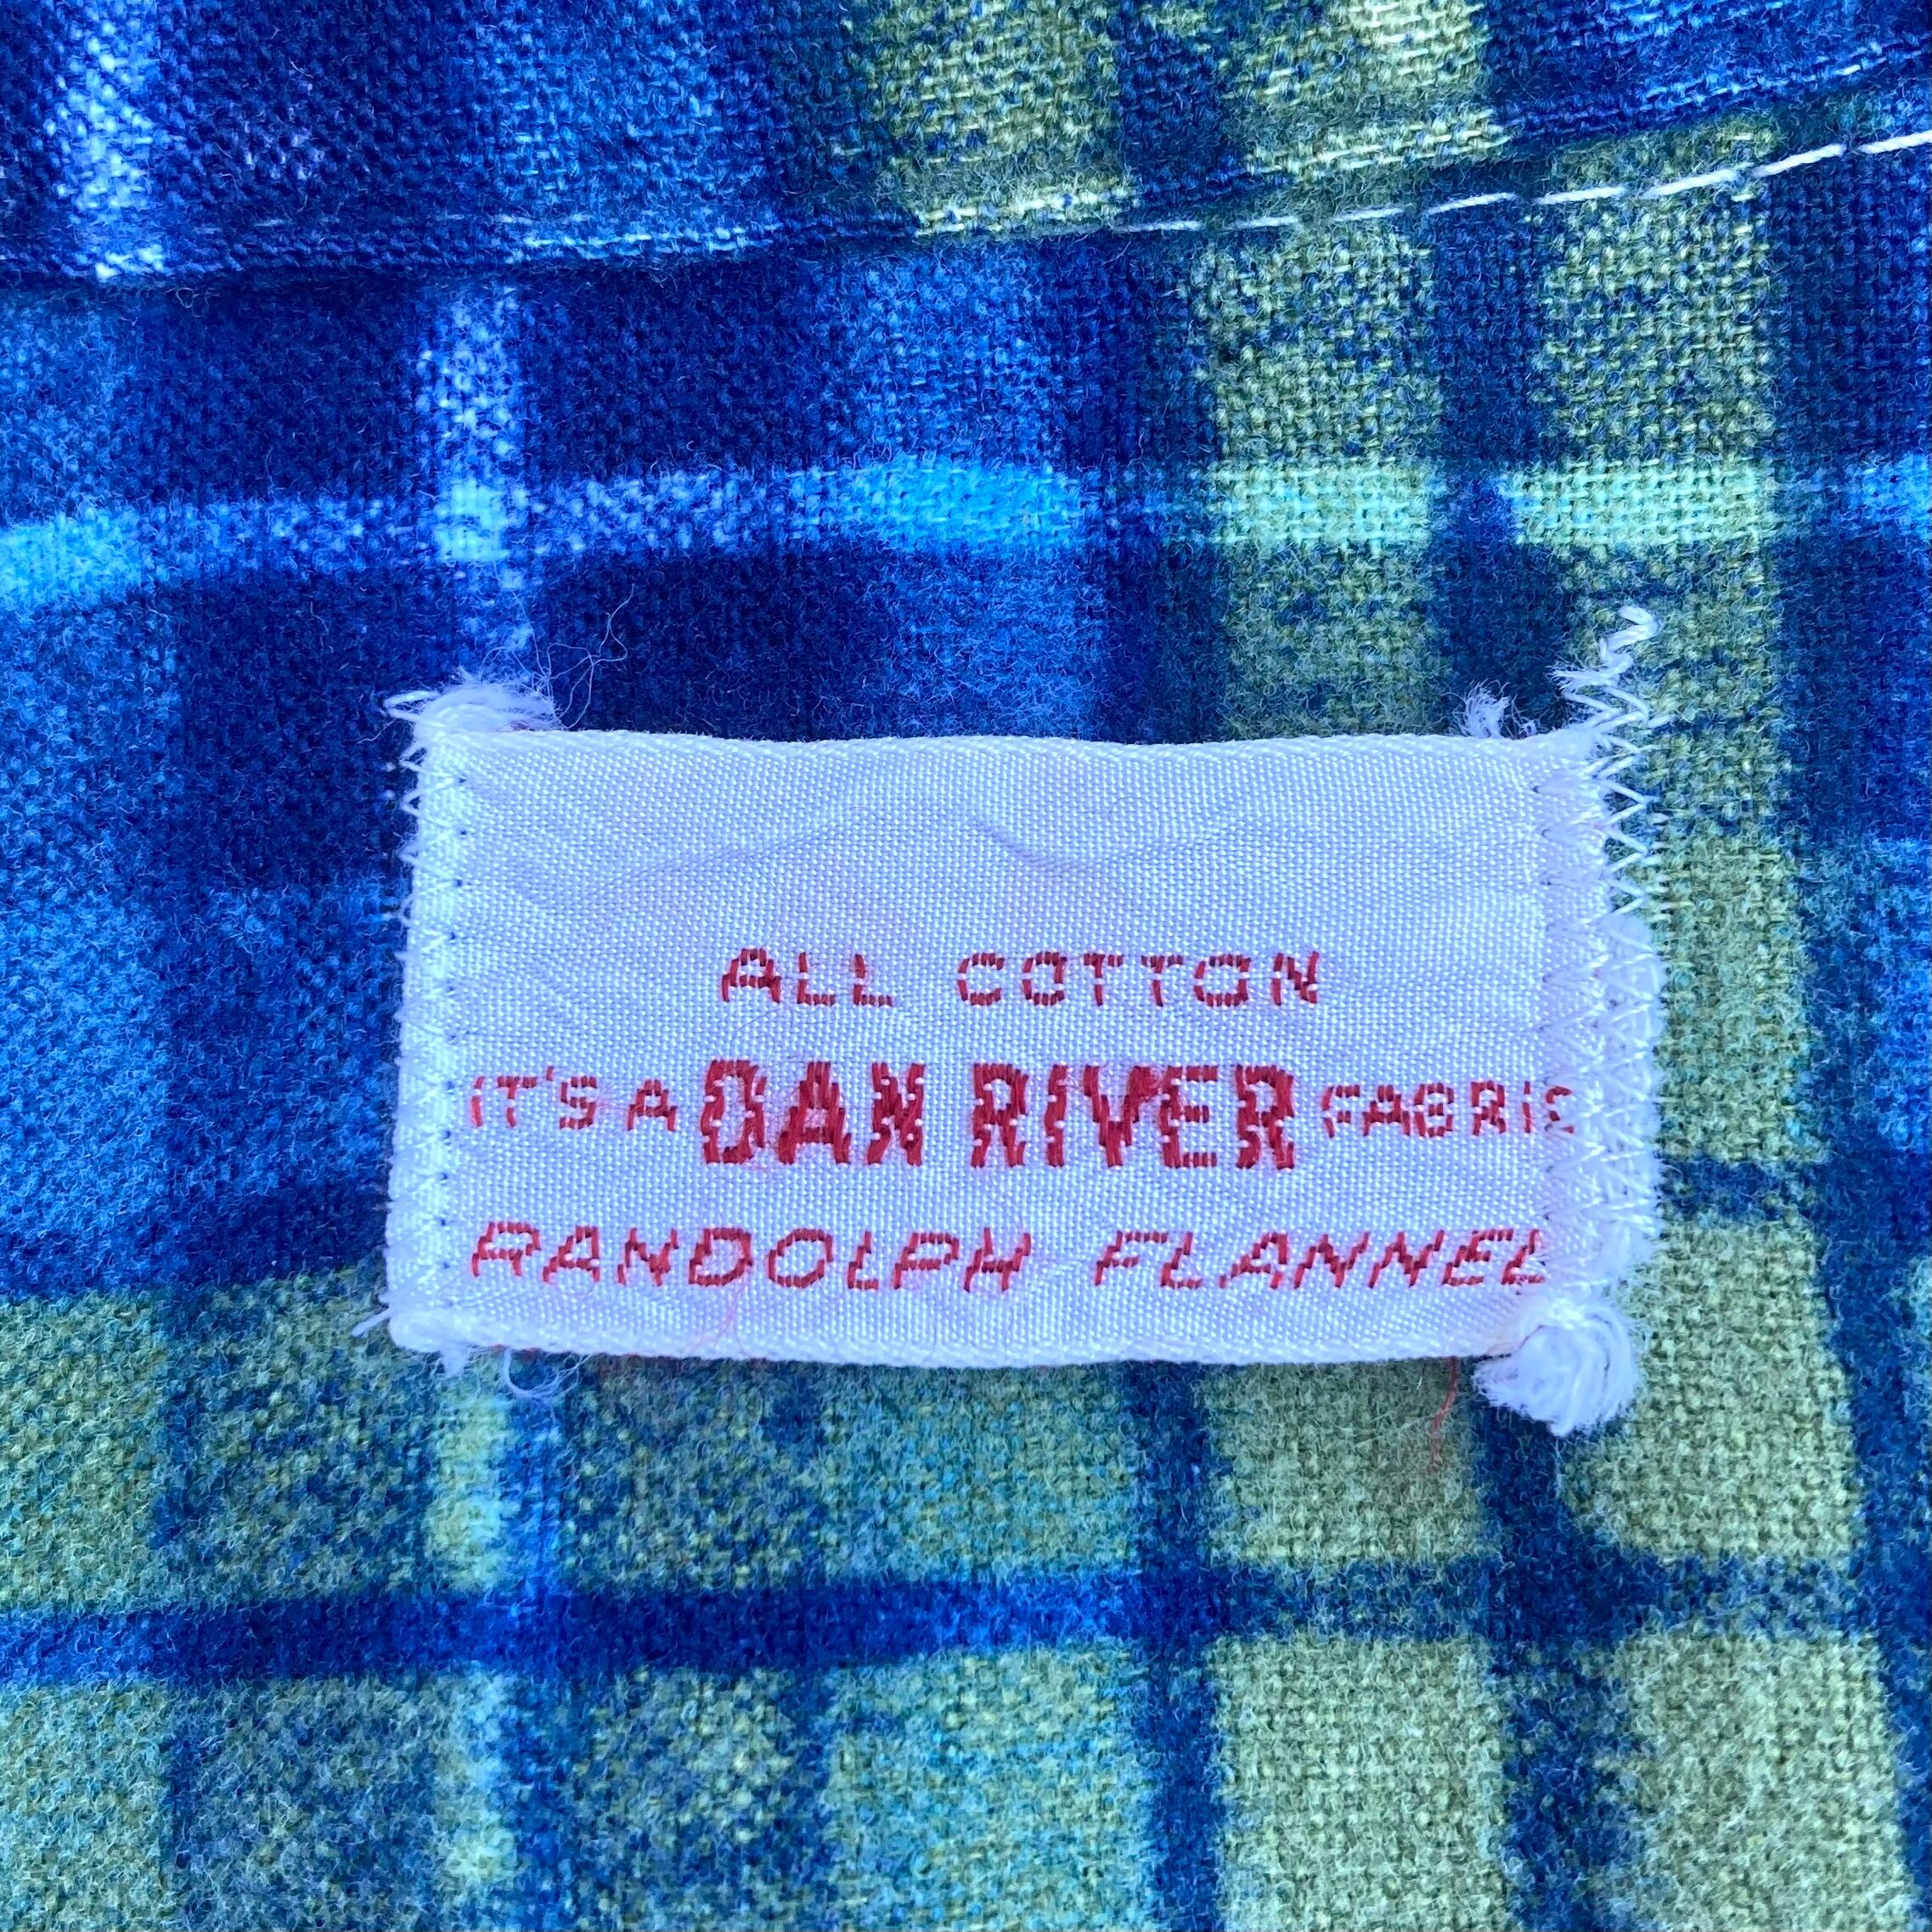 ALL COTTON
IT'S A DAN RIVER FABRIC
RANDOLPH FLANNEL